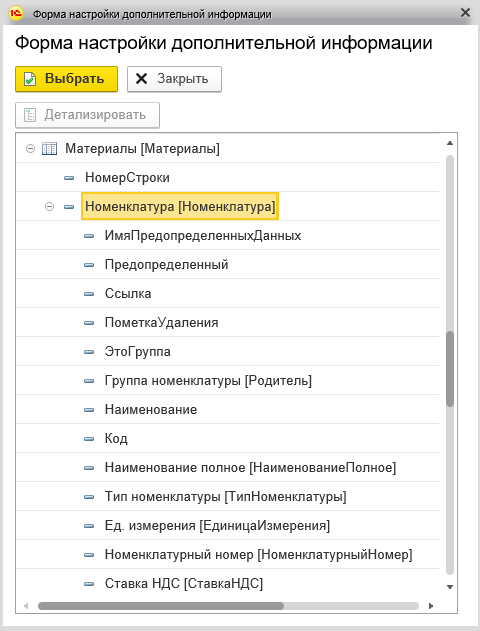 Форма настройки дополнительной информации
Форма настройки дополнительной информации
Выбрать
Закрыть
Детализировать
Материалы [Материалы]
НомерСтроки
Номенклатура [Номенклатура]
ИмяПредопределенныхДанных
Предопределенный
Ссылка
ПометкаУдаления
ЭтоГруппа
Группа номенклатуры [Родитель]
Наименование
Код
Наименование полное [НаименованиеПолное]
Тип номенклатуры [ТипНоменклатуры]
Ед. измерения [ЕдиницаИзмерения]
Номенклатурный номер [НоменклатурныйНомер]
Ставка НДС [СтавкаНДС]